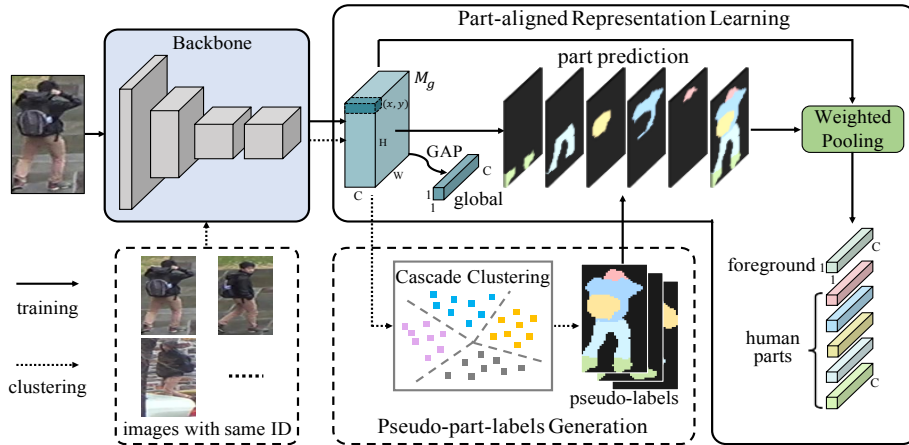 Part-aligned Representation Learning
Backbone
part prediction
M_g
(x, y)
H
W
C
GAP
C
1
1
global
Weighted
Pooling
foreground
C
1
1
human
parts
C
training
clustering
images with same ID
Cascade Clustering
pseudo-labels
Pseudo-part-labels Generation